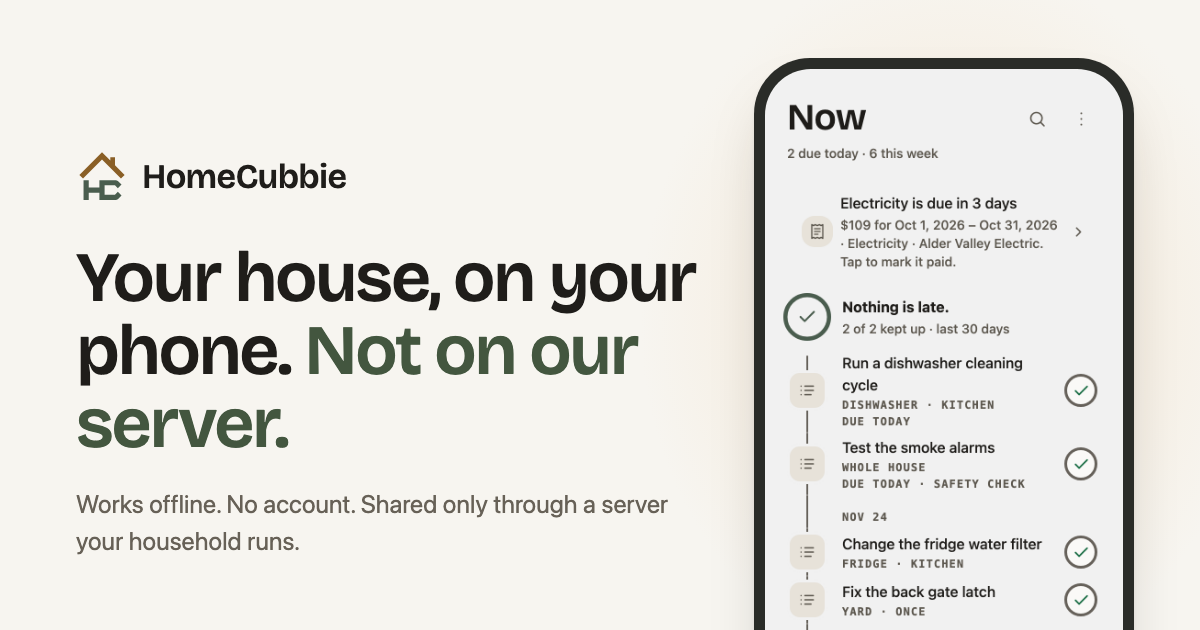 HC
HomeCubbie
Your house, on your
phone. Not on our
server.
Works offline. No account. Shared only through a server
your household runs.
Now
2 due today · 6 this week
Electricity is due in 3 days
$109 for Oct 1, 2026 – Oct 31, 2026
· Electricity · Alder Valley Electric.
Tap to mark it paid.
Nothing is late.
2 of 2 kept up · last 30 days
Run a dishwasher cleaning
cycle
DISHWASHER · KITCHEN
DUE TODAY
Test the smoke alarms
WHOLE HOUSE
DUE TODAY · SAFETY CHECK
NOV 24
Change the fridge water filter
FRIDGE · KITCHEN
Fix the back gate latch
YARD · ONCE